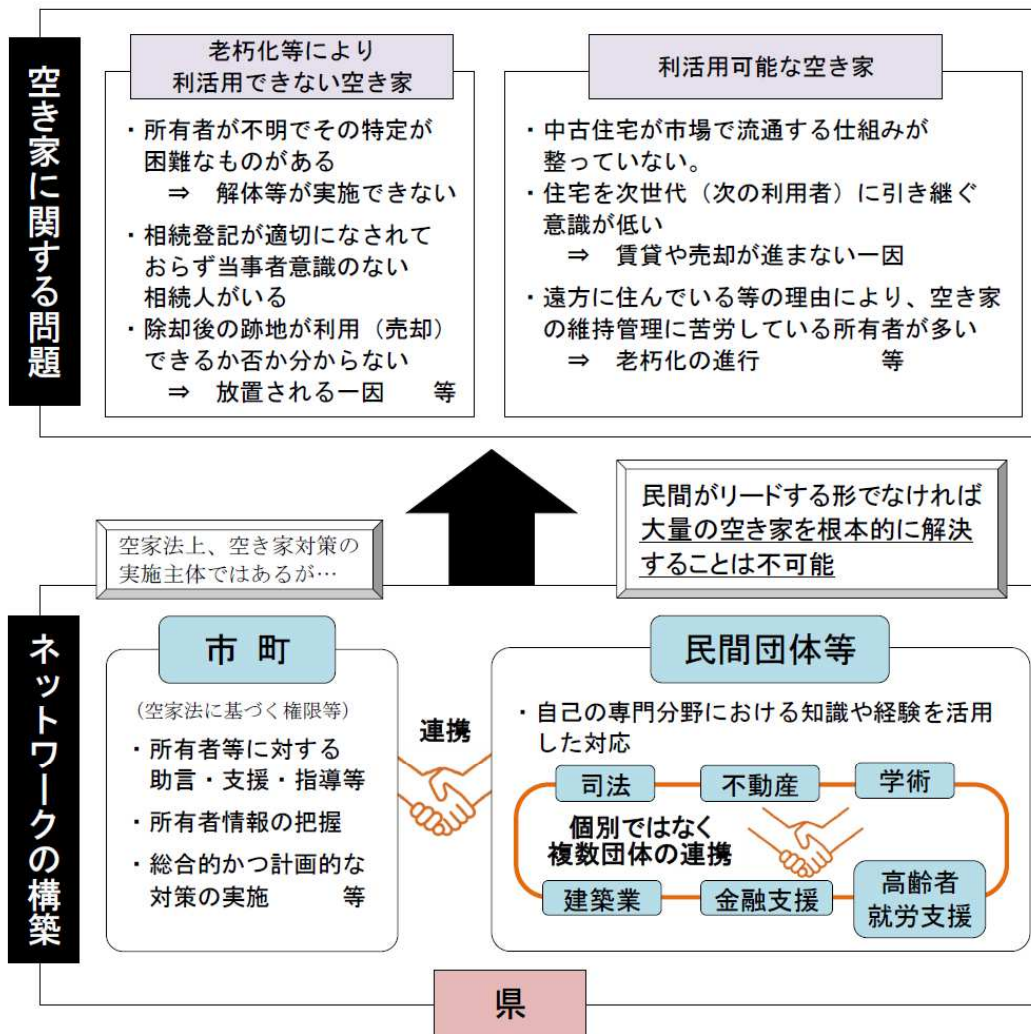 空き家に関する問題
老朽化等により
利活用できない空き家
・所有者が不明でその特定が
困難なものがある
⇒ 解体等が実施できない
・相続登記が適切になされて
おらず当事者意識のない
相続人がいる
・除却後の跡地が利用（売却）
できるか否か分からない
⇒ 放置される一因 等
利活用可能な空き家
・中古住宅が市場で流通する仕組みが
整っていない。
・住宅を次世代（次の利用者）に引き継ぐ
意識が低い
⇒ 賃貸や売却が進まない一因
・遠方に住んでいる等の理由により、空き家
の維持管理に苦労している所有者が多い
⇒ 老朽化の進行 等
空家法上、空き家対策の
実施主体ではあるが…
民間がリードする形でなければ
大量の空き家を根本的に解決
することは不可能
ネットワークの構築
市 町
(空家法に基づく権限等)
・所有者等に対する
助言・支援・指導等
・所有者情報の把握
・総合的かつ計画的な
対策の実施 等
連携
民間団体等
・自己の専門分野における知識や経験を活用
した対応
司法
不動産
学術
個別ではなく
複数団体の連携
建築業
金融支援
高齢者
就労支援
県